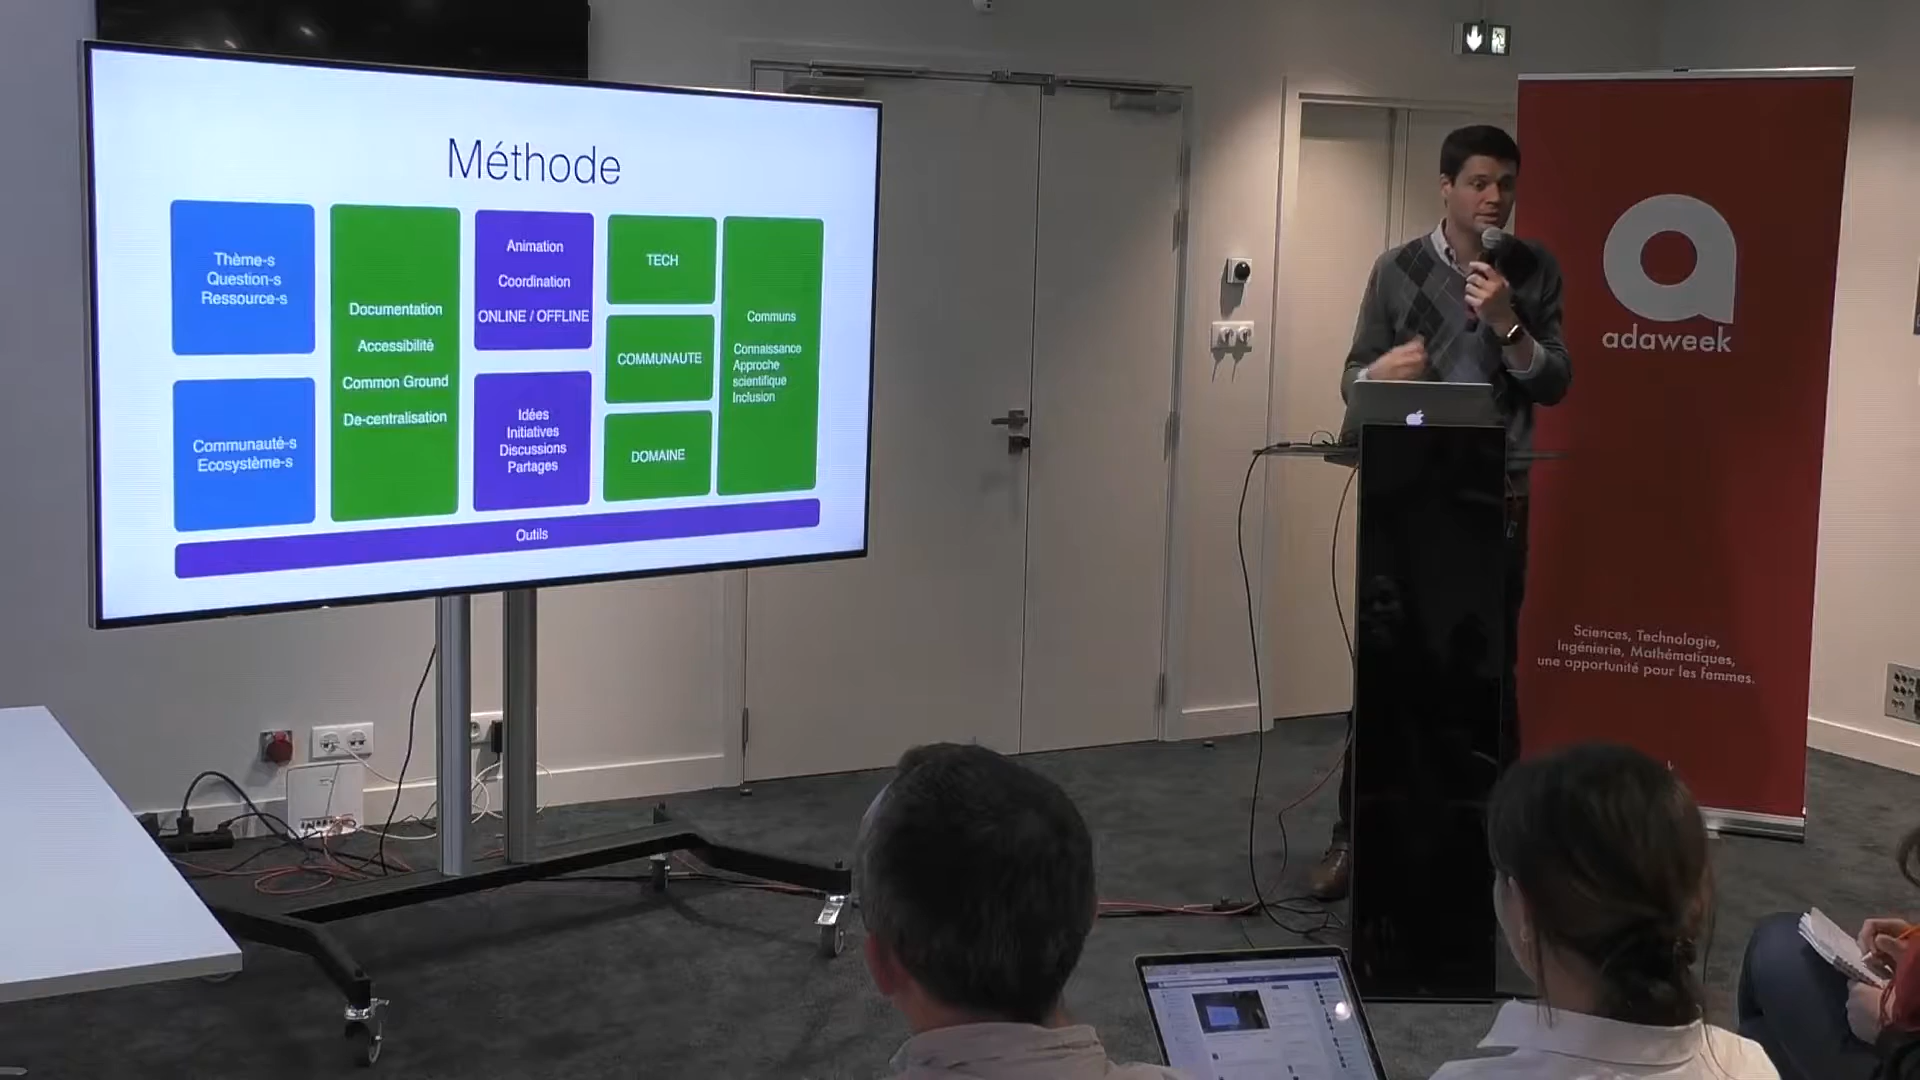 Méthode
Thème-s
Question-s
Ressource-s
Communauté-s
Ecosystème-s
Documentation
Accessibilité
Common Ground
De-centralisation
Animation
Coordination
ONLINE / OFFLINE
Idées
Initiatives
Discussions
Partages
TECH
COMMUNAUTE
DOMAINE
Communs
Connaissance
Approche
scientifique
Inclusion
Outils
adaweek
Sciences, Technologie,
Ingénierie, Mathématiques,
une opportunité pour les femmes.